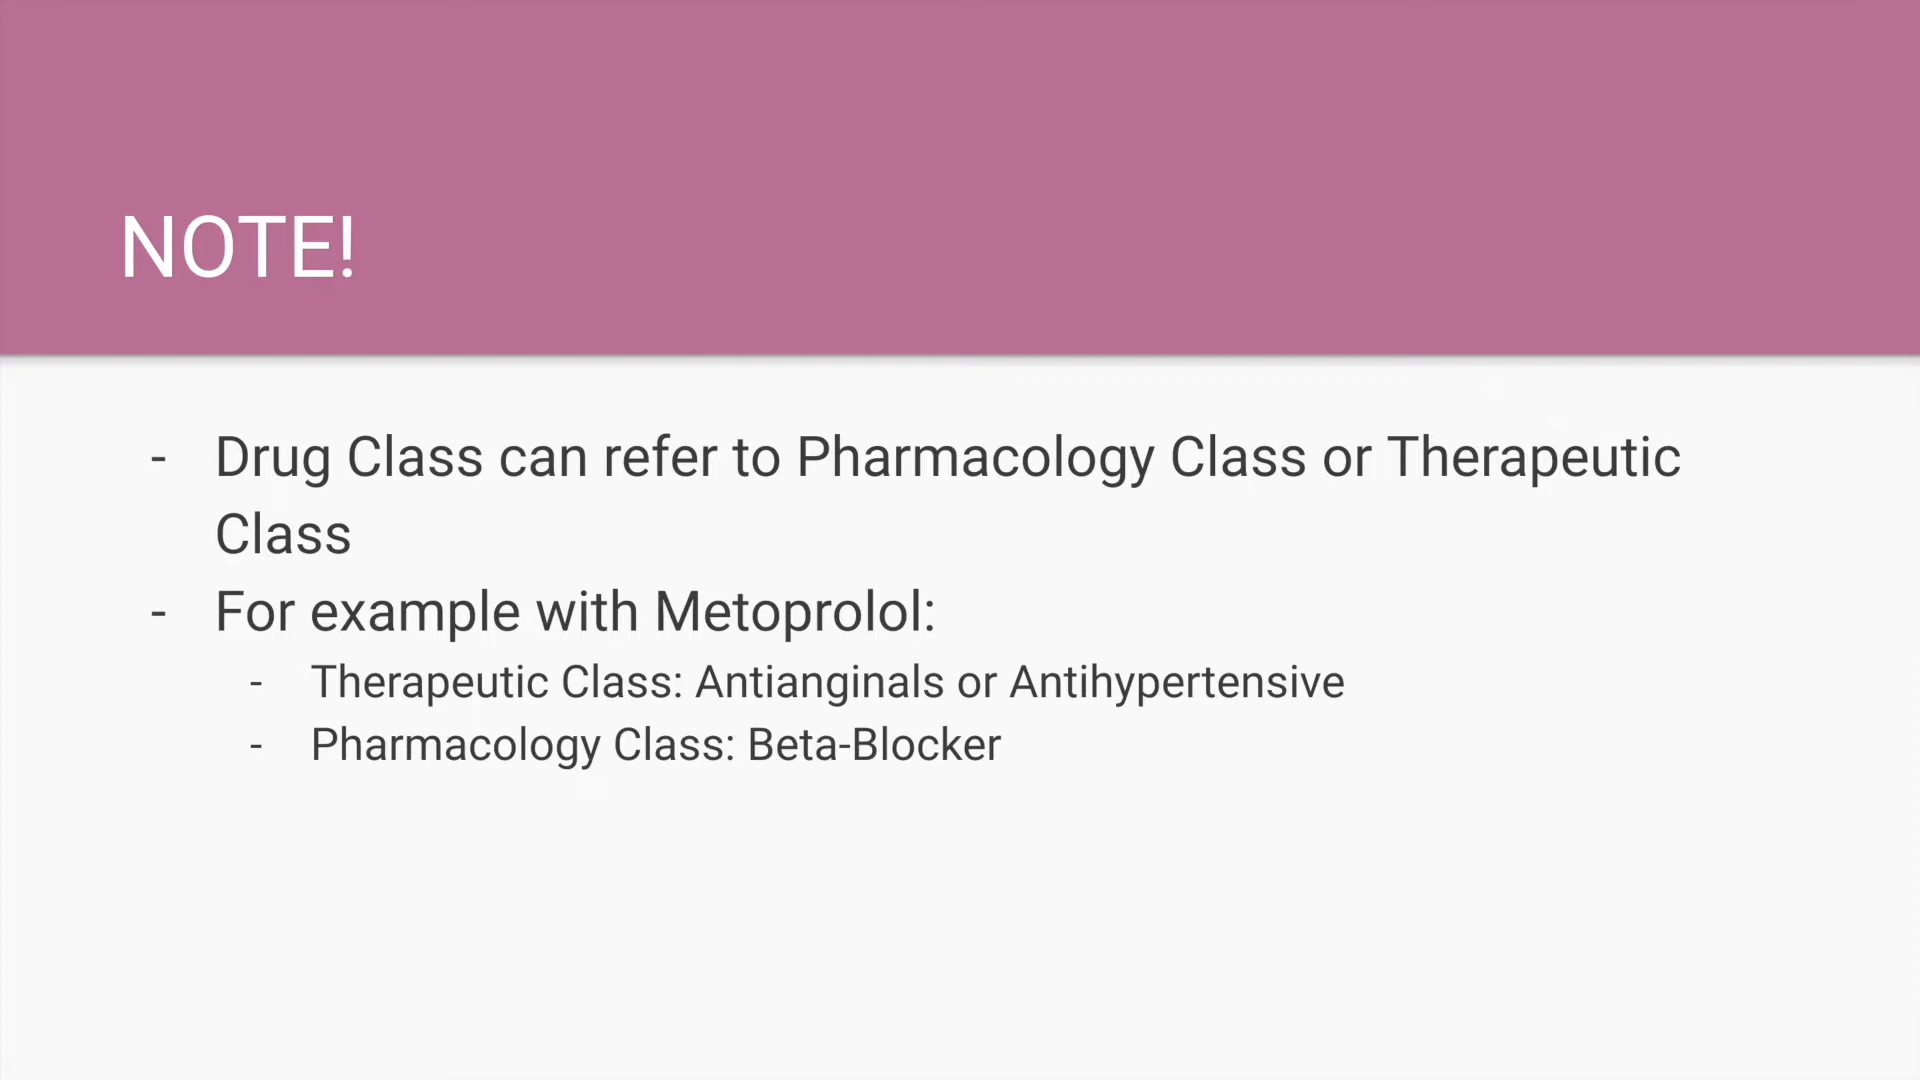 NOTE!
- Drug Class can refer to Pharmacology Class or Therapeutic
Class
- For example with Metoprolol:
- Therapeutic Class: Antianginals or Antihypertensive
- Pharmacology Class: Beta-Blocker